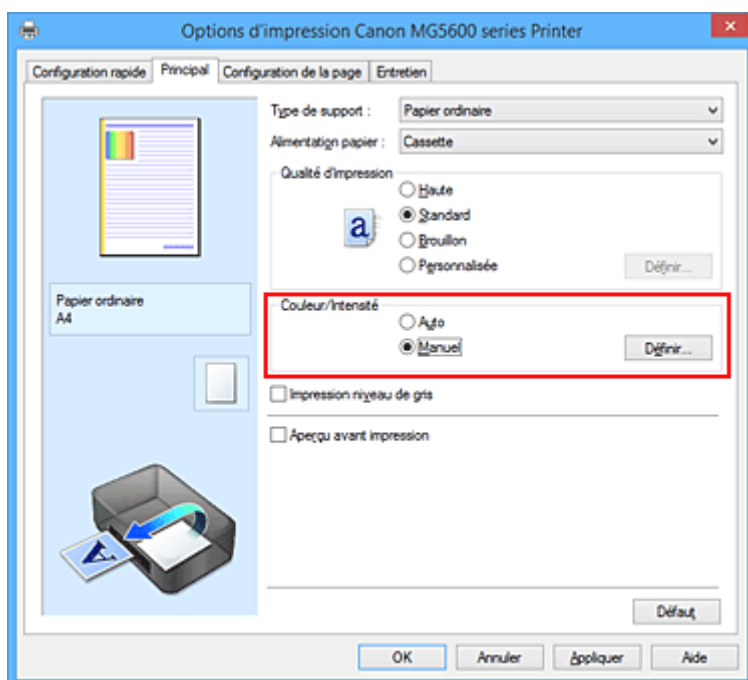 Options d'impression Canon MG5600 series Printer
Configuration rapide Principal Configuration de la page Entretien
Type de support : Papier ordinaire
Alimentation papier : Cassette
Qualité d'impression
Haute
a Standard
Brouillon
Personnalisée Définir...
Papier ordinaire
A4
Couleur/Intensité
Auto
Manuel Définir...
Impression niveau de gris
Aperçu avant impression
A
Défaut
OK Annuler Appliquer Aide